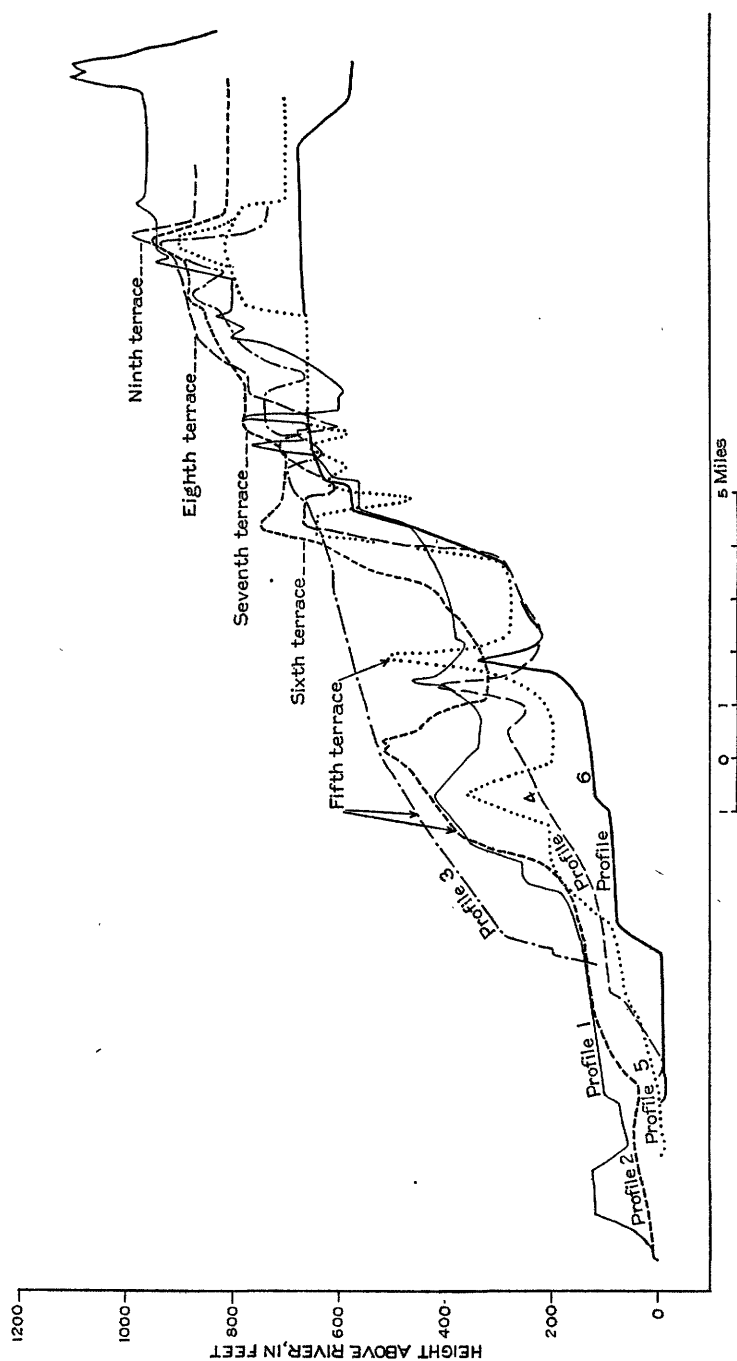 HEIGHT ABOVE RIVER, IN FEET
1200
1000
800
600
400
200
0
Ninth terrace
Eighth terrace
Seventh terrace
Sixth terrace
Fifth terrace
Profile 3
Profile 4
Profile 6
Profile 1
Profile 5
Profile 2
1 0 1 5 Miles